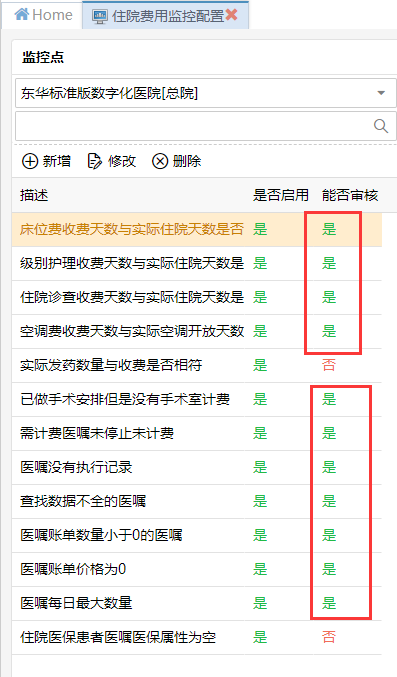 Home 住院费用监控配置
监控点
东华标准版数字化医院[总院]
新增 修改 删除
描述 是否启用 能否审核
床位费收费天数与实际住院天数是否 是 是
级别护理收费天数与实际住院天数是 是 是
住院诊查收费天数与实际住院天数是 是 是
空调费收费天数与实际空调开放天数 是 是
实际发药数量与收费是否相符 是 否
已做手术安排但是没有手术室计费 是 是
需计费医嘱未停止未计费 是 是
医嘱没有执行记录 是 是
查找数据不全的医嘱 是 是
医嘱账单数量小于0的医嘱 是 是
医嘱账单价格为0 是 是
医嘱每日最大数量 是 是
住院医保患者医嘱医保属性为空 是 否